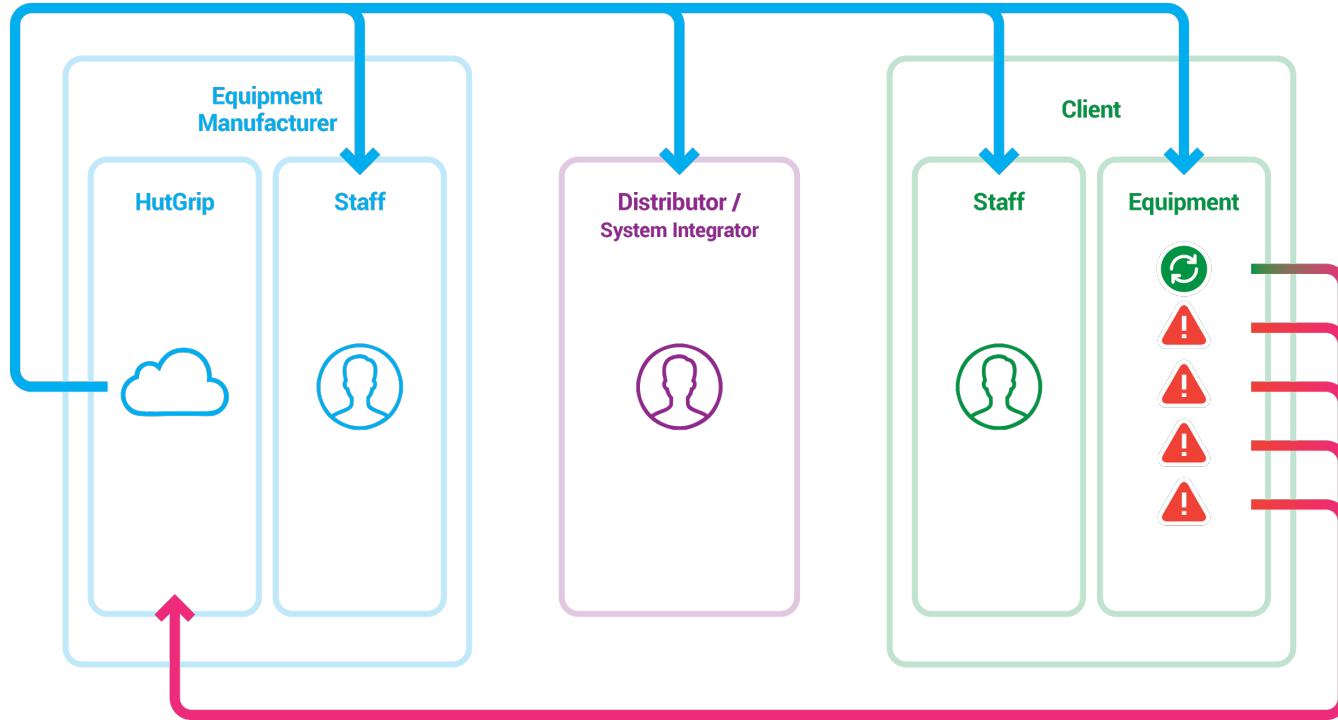 Equipment
Manufacturer
HutGrip
Staff
Distributor /
System Integrator
Client
Staff
Equipment